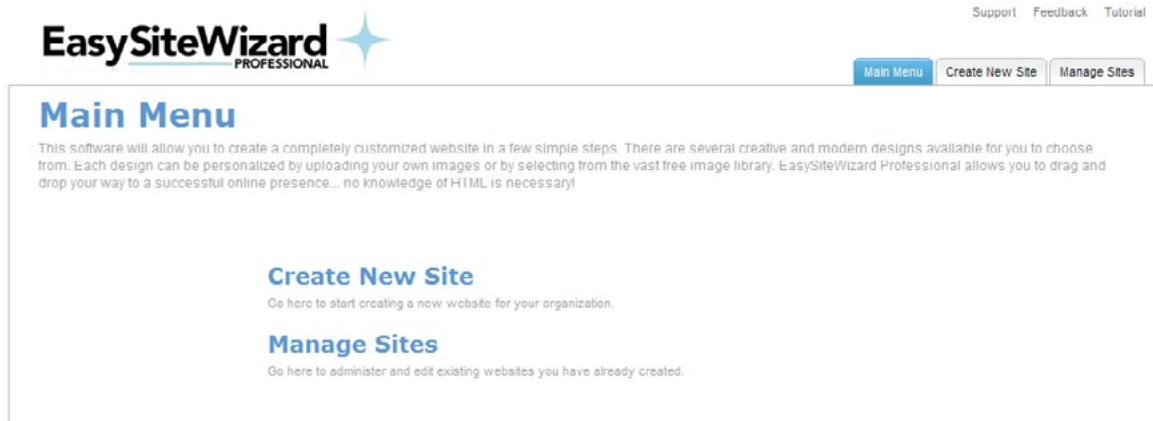 Support Feedback Tutorial
EasySiteWizard
PROFESSIONAL
Main Menu Create New Site Manage Sites
Main Menu
This software will allow you to create a completely customized website in a few simple steps. There are several creative and modern designs available for you to choose
from. Each design can be personalized by uploading your own images or by selecting from the vast free image library. EasySiteWizard Professional allows you to drag and
drop your way to a successful online presence... no knowledge of HTML is necessary!
Create New Site
Go here to start creating a new website for your organization.
Manage Sites
Go here to administer and edit existing websites you have already created.